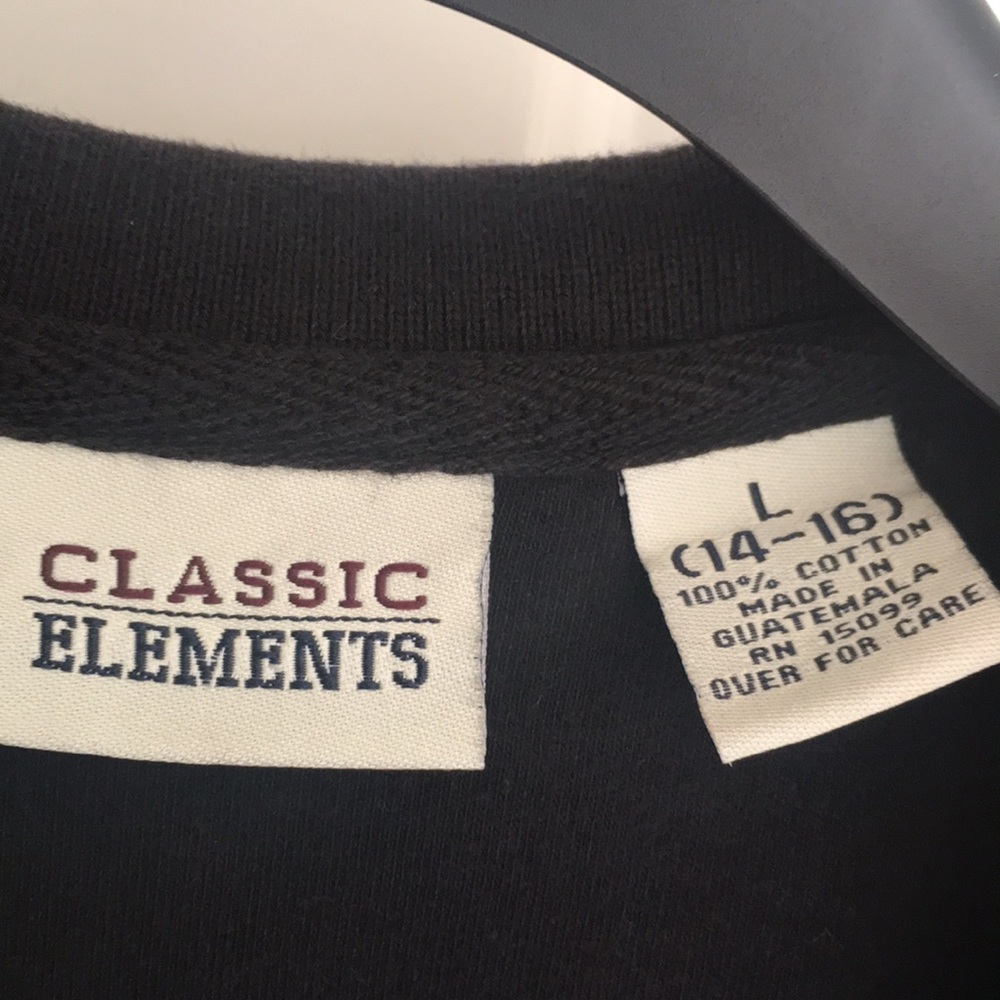 CLASSIC
ELEMENTS
L
(14-16)
100% COTTON
MADE IN
GUATEMALA
RN 15099
OVER FOR CARE